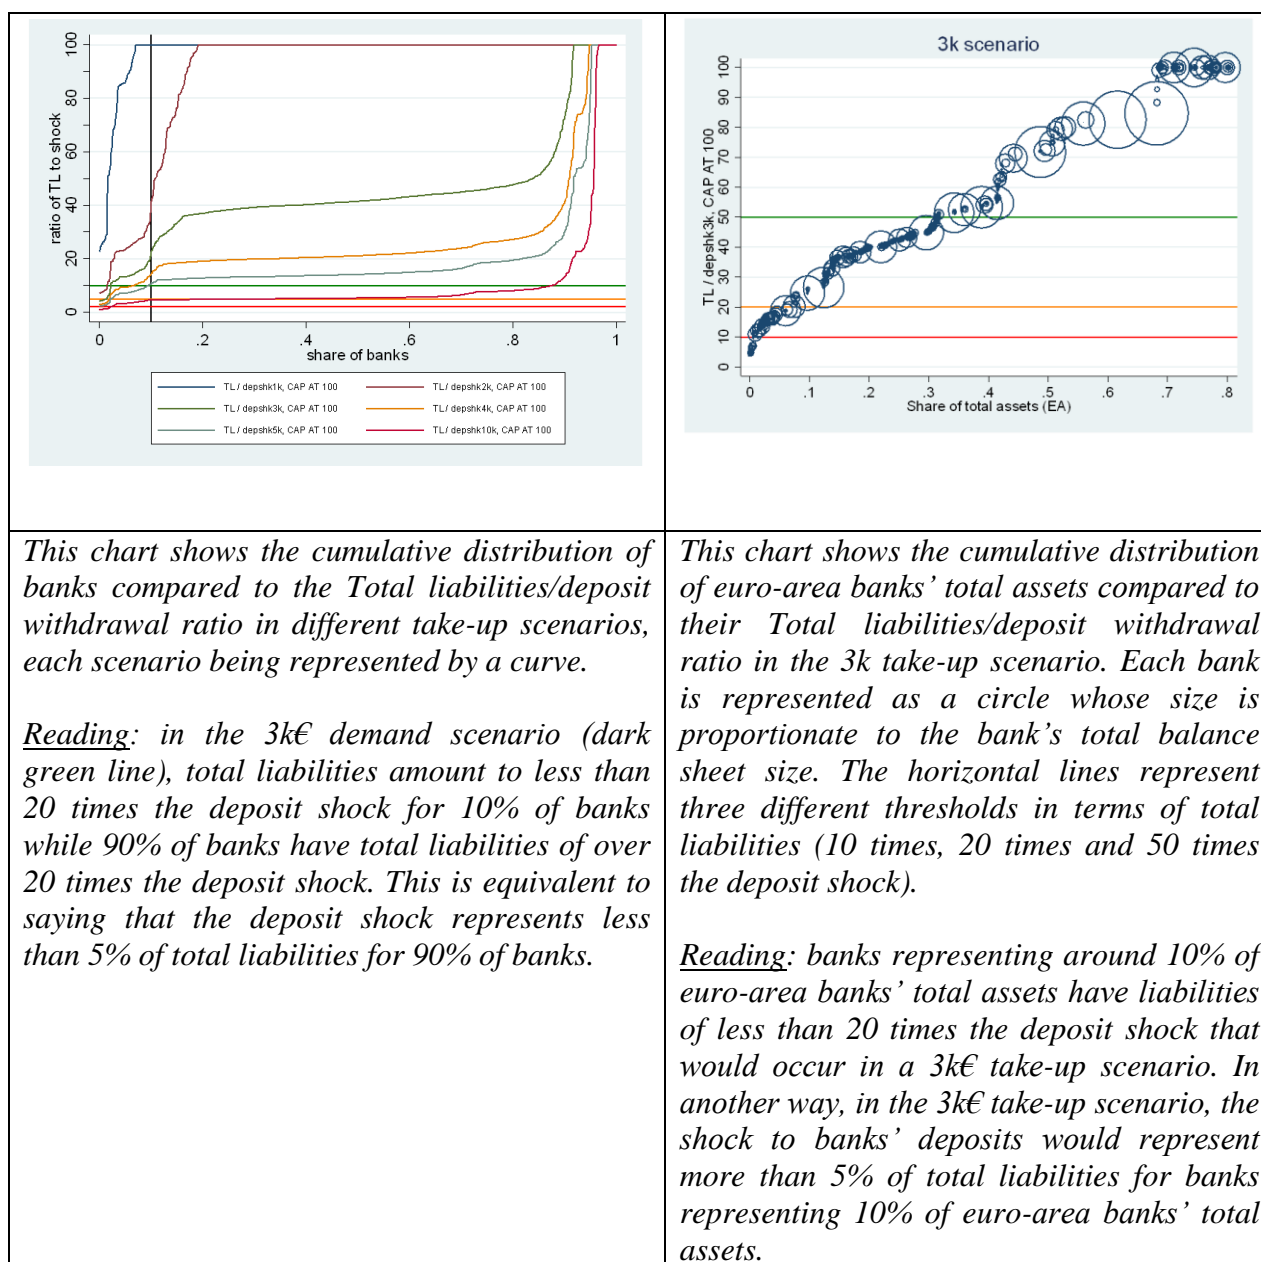 100
80
60
40
20
0
ratio of TL to shock
0 .2 .4 .6 .8 1
share of banks
TL / depshk1k, CAP AT 100 TL / depshk2k, CAP AT 100
TL / depshk3k, CAP AT 100 TL / depshk4k, CAP AT 100
TL / depshk5k, CAP AT 100 TL / depshk10k, CAP AT 100
3k scenario
100
90
80
70
60
50
40
30
20
10
0
TL / depshk3k, CAP AT 100
0 .1 .2 .3 .4 .5 .6 .7 .8
Share of total assets (EA)
This chart shows the cumulative distribution of
banks compared to the Total liabilities/deposit
withdrawal ratio in different take-up scenarios,
each scenario being represented by a curve.
Reading: in the 3k€ demand scenario (dark
green line), total liabilities amount to less than
20 times the deposit shock for 10% of banks
while 90% of banks have total liabilities of over
20 times the deposit shock. This is equivalent to
saying that the deposit shock represents less
than 5% of total liabilities for 90% of banks.
This chart shows the cumulative distribution
of euro-area banks’ total assets compared to
their Total liabilities/deposit withdrawal
ratio in the 3k take-up scenario. Each bank
is represented as a circle whose size is
proportionate to the bank’s total balance
sheet size. The horizontal lines represent
three different thresholds in terms of total
liabilities (10 times, 20 times and 50 times
the deposit shock).
Reading: banks representing around 10% of
euro-area banks’ total assets have liabilities
of less than 20 times the deposit shock that
would occur in a 3k€ take-up scenario. In
another way, in the 3k€ take-up scenario, the
shock to banks’ deposits would represent
more than 5% of total liabilities for banks
representing 10% of euro-area banks’ total
assets.